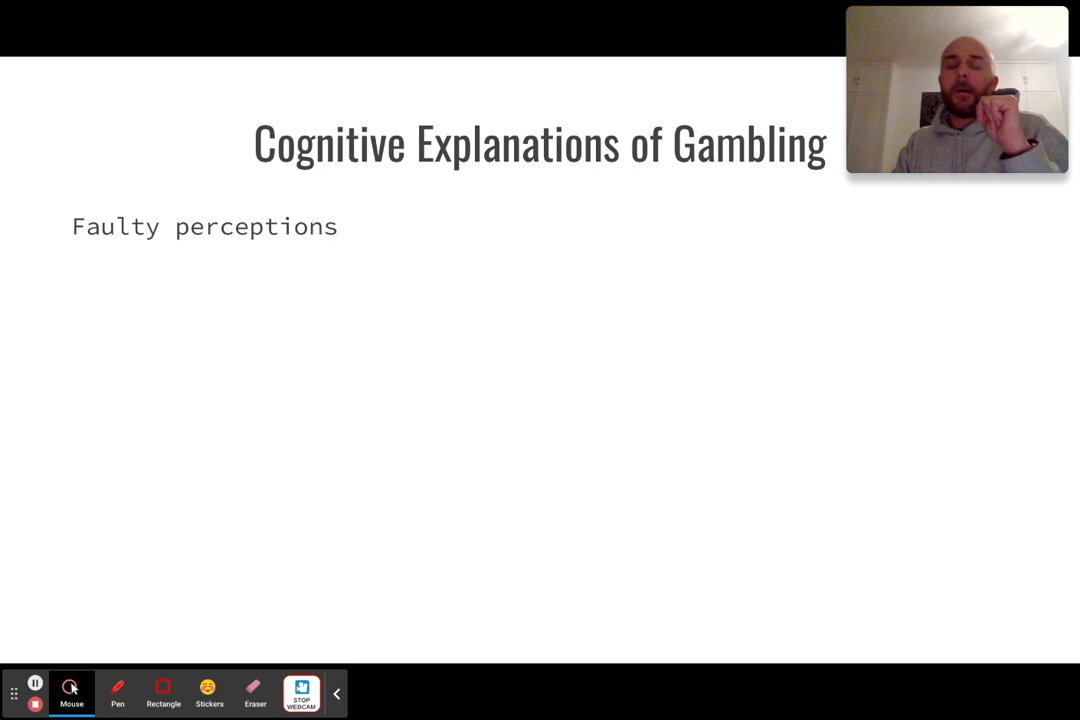 Cognitive Explanations of Gambling
Faulty perceptions
Mouse
Pen
Rectangle
Stickers
Eraser
STOP
WEBCAM